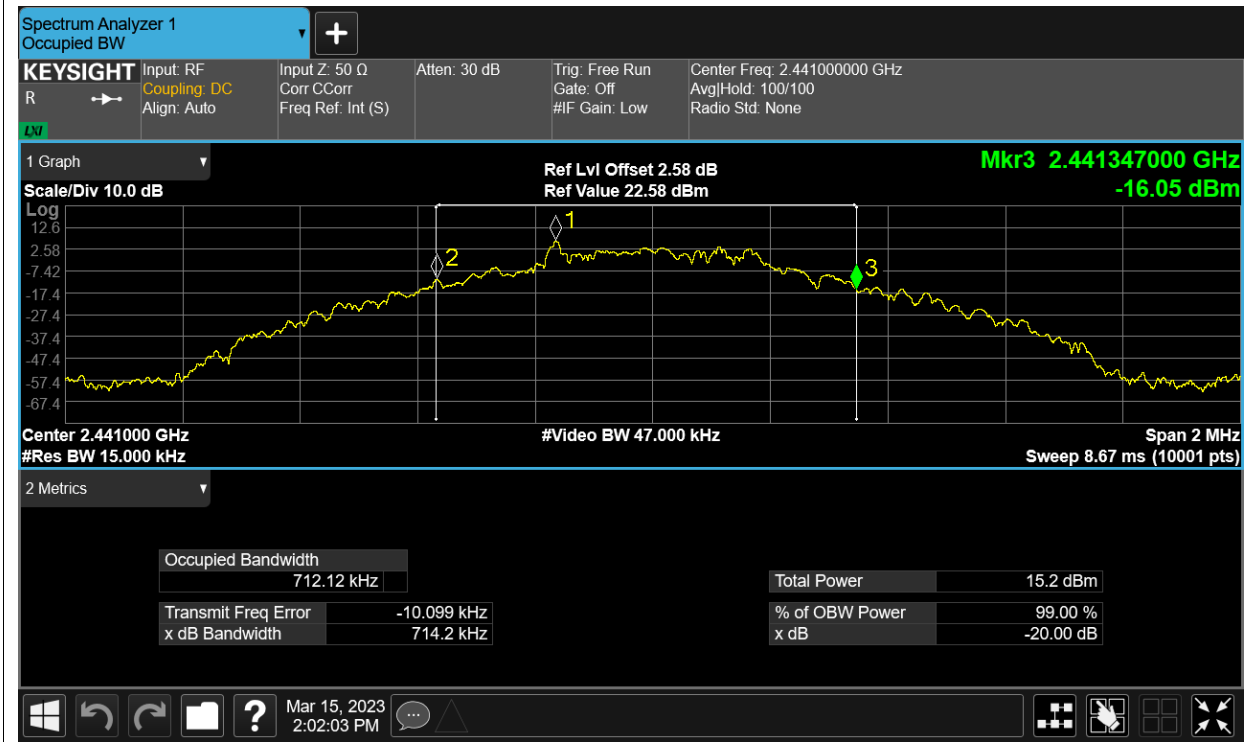 Spectrum Analyzer 1
Occupied BW
KEYSIGHT
R
LXI
Input: RF
Coupling: DC
Align: Auto
Input Z: 50 Ω
Corr CCorr
Freq Ref: Int (S)
Atten: 30 dB
Trig: Free Run
Gate: Off
#IF Gain: Low
Center Freq: 2.441000000 GHz
Avg|Hold: 100/100
Radio Std: None
1 Graph
Scale/Div 10.0 dB
Ref Lvl Offset 2.58 dB
Ref Value 22.58 dBm
Mkr3 2.441347000 GHz
-16.05 dBm
Log
12.6
2.58
-7.42
-17.4
-27.4
-37.4
-47.4
-57.4
-67.4
1
2
3
Center 2.441000 GHz
#Res BW 15.000 kHz
#Video BW 47.000 kHz
Span 2 MHz
Sweep 8.67 ms (10001 pts)
2 Metrics
Occupied Bandwidth
712.12 kHz
Transmit Freq Error -10.099 kHz
x dB Bandwidth 714.2 kHz
Total Power 15.2 dBm
% of OBW Power 99.00 %
x dB -20.00 dB
?
Mar 15, 2023
2:02:03 PM